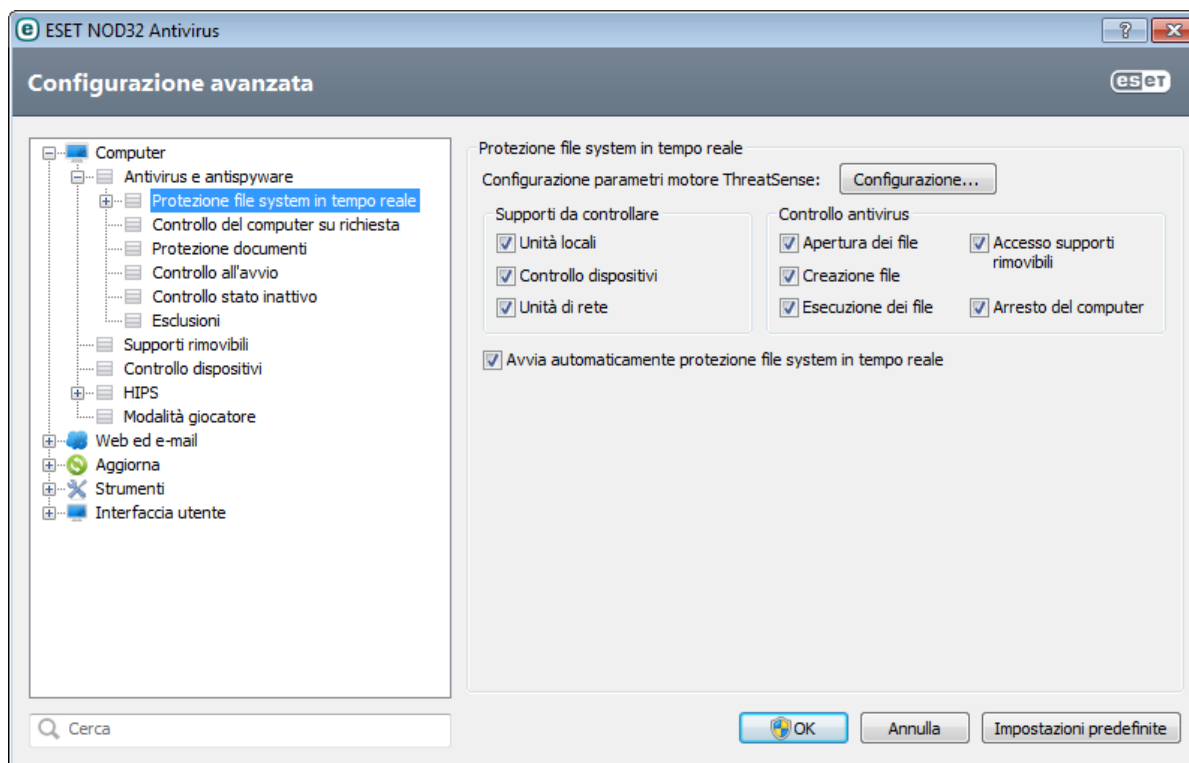 ESET NOD32 Antivirus
Configurazione avanzata
eseT
Computer
Antivirus e antispyware
Protezione file system in tempo reale
Controllo del computer su richiesta
Protezione documenti
Controllo all'avvio
Controllo stato inattivo
Esclusioni
Supporti rimovibili
Controllo dispositivi
HIPS
Modalità giocatore
Web ed e-mail
Aggiorna
Strumenti
Interfaccia utente
Cerca
Protezione file system in tempo reale
Configurazione parametri motore ThreatSense:
Configurazione...
Supporti da controllare
Unità locali
Controllo dispositivi
Unità di rete
Controllo antivirus
Apertura dei file
Creazione file
Esecuzione dei file
Accesso supporti
rimovibili
Arresto del computer
Avvia automaticamente protezione file system in tempo reale
OK
Annulla
Impostazioni predefinite